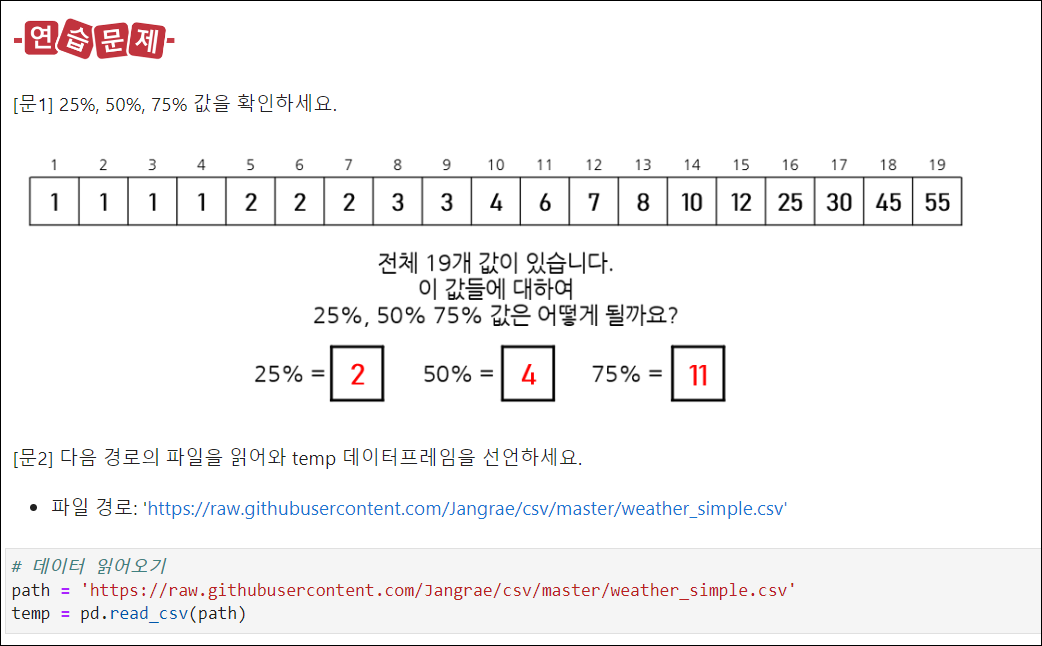 -연습문제-
[문1] 25%, 50%, 75% 값을 확인하세요.
1 2 3 4 5 6 7 8 9 10 11 12 13 14 15 16 17 18 19
1 1 1 1 2 2 2 3 3 4 6 7 8 10 12 25 30 45 55
전체 19개 값이 있습니다.
이 값들에 대하여
25%, 50% 75% 값은 어떻게 될까요?
25% = 2 50% = 4 75% = 11
[문2] 다음 경로의 파일을 읽어와 temp 데이터프레임을 선언하세요.
• 파일 경로: 'https://raw.githubusercontent.com/Jangrae/csv/master/weather_simple.csv'
# 데이터 읽어오기
path = 'https://raw.githubusercontent.com/Jangrae/csv/master/weather_simple.csv'
temp = pd.read_csv(path)